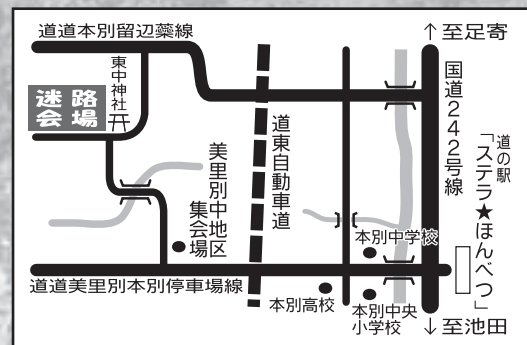 道道本別留辺蘂線
↑至足寄
東中神社
迷路
会場
国道242号線
道の駅
「ステラ★ほんべつ」
道東自動車道
美里別中地区
集会場
本別中学校
道道美里別本別停車場線
本別高校
本別中央
小学校
↓至池田